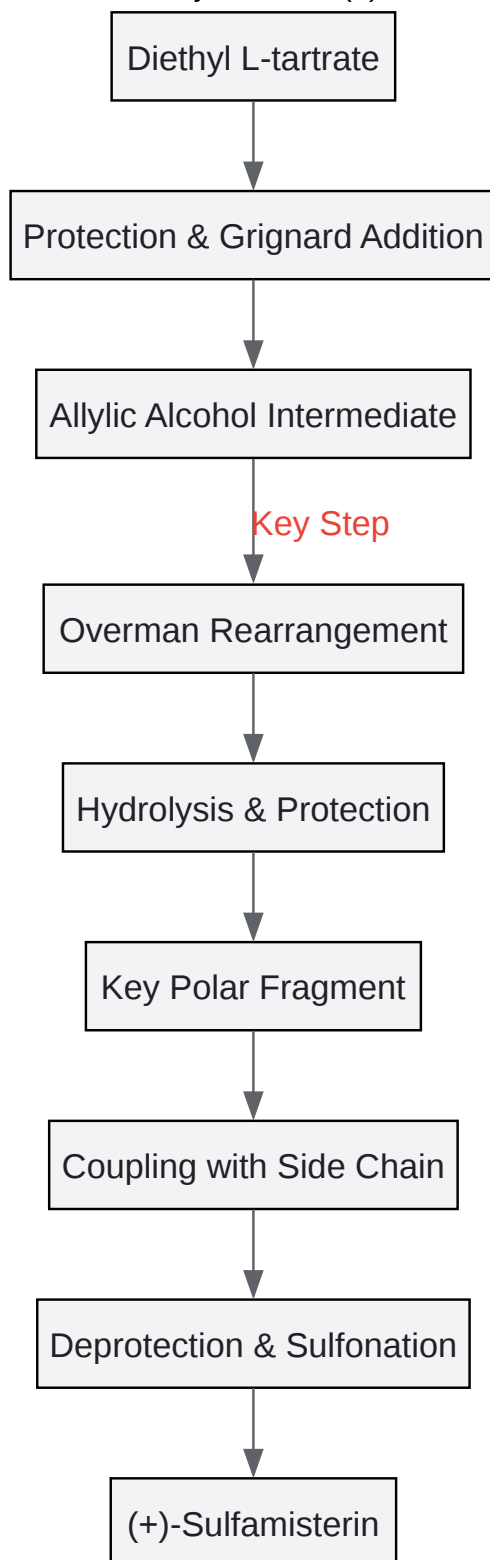 Diethyl L-tartrate
Protection & Grignard Addition
Allylic Alcohol Intermediate
Key Step
Overman Rearrangement
Hydrolysis & Protection
Key Polar Fragment
Coupling with Side Chain
Deprotection & Sulfonation
(+)-Sulfamisterin